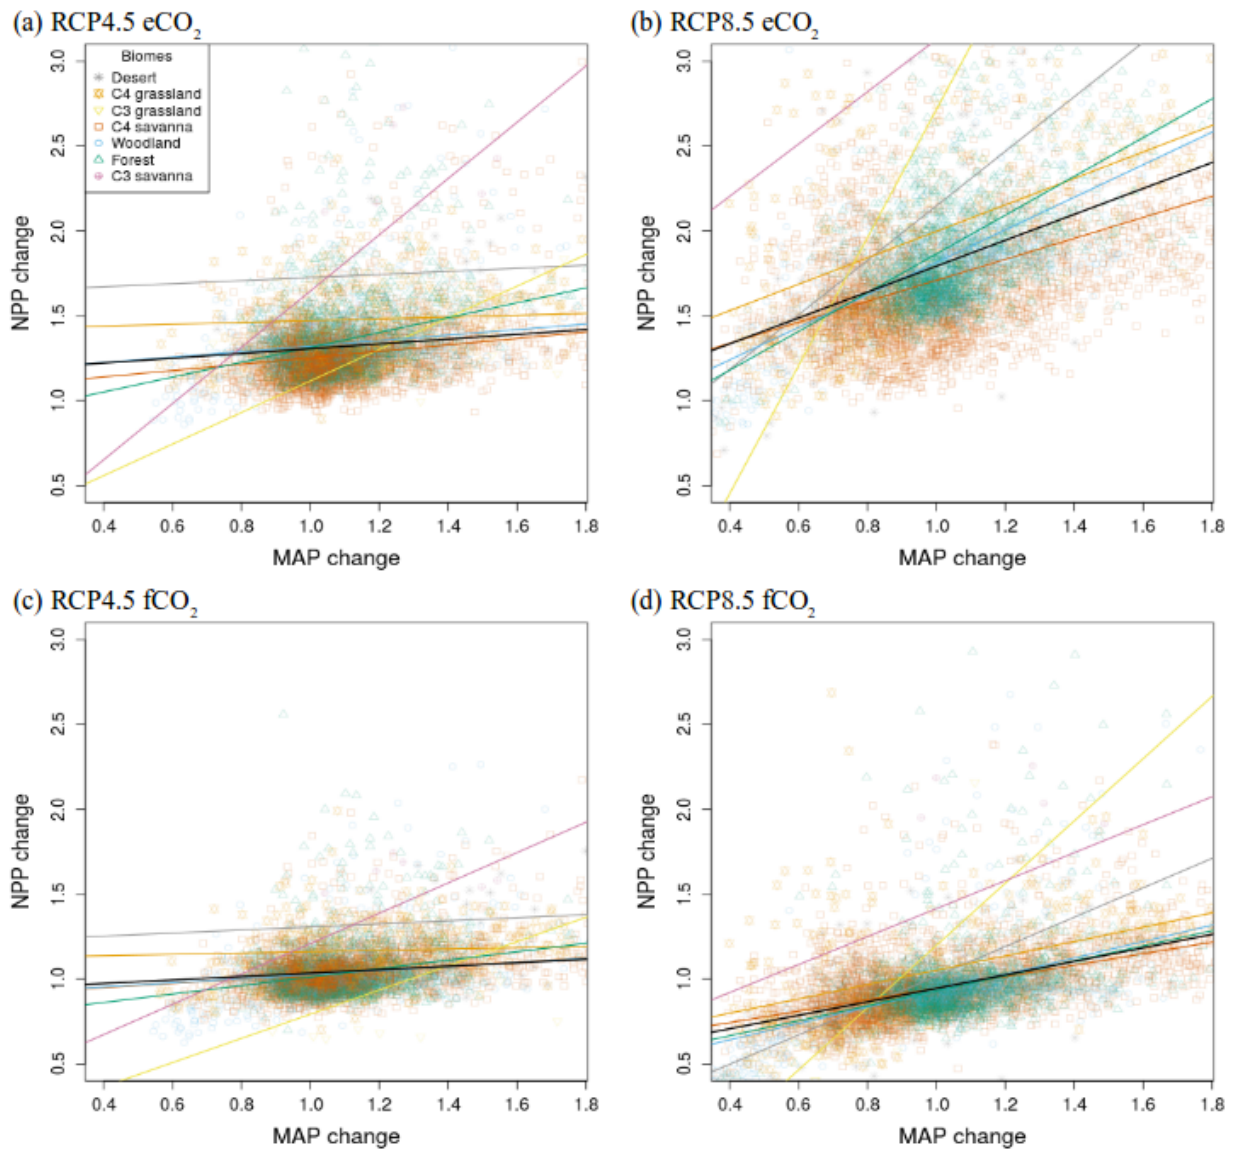 (a) RCP4.5 eCO₂
3.0
2.5
2.0
1.5
1.0
0.5
NPP change
Biomes
Desert
C4 grassland
C3 grassland
C4 savanna
Woodland
Forest
C3 savanna
0.4 0.6 0.8 1.0 1.2 1.4 1.6 1.8
MAP change
(b) RCP8.5 eCO₂
3.0
2.5
2.0
1.5
1.0
0.5
NPP change
0.4 0.6 0.8 1.0 1.2 1.4 1.6 1.8
MAP change
(c) RCP4.5 fCO₂
3.0
2.5
2.0
1.5
1.0
0.5
NPP change
0.4 0.6 0.8 1.0 1.2 1.4 1.6 1.8
MAP change
(d) RCP8.5 fCO₂
3.0
2.5
2.0
1.5
1.0
0.5
NPP change
0.4 0.6 0.8 1.0 1.2 1.4 1.6 1.8
MAP change